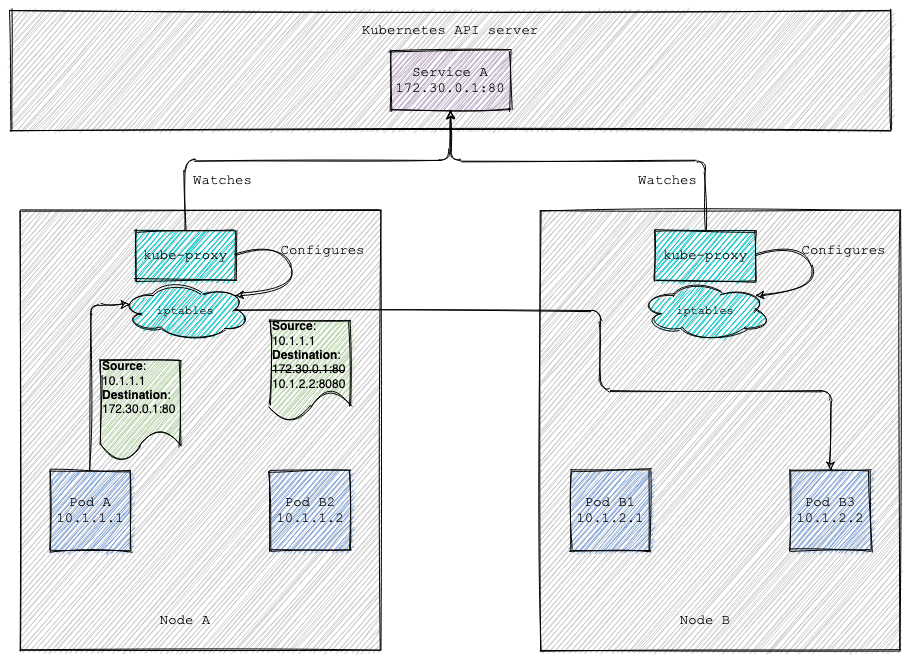 Kubernetes API server
Service A
172.30.0.1:80
Watches
Watches
kube-proxy
Configures
kube-proxy
Configures
iptables
iptables
Source:
10.1.1.1
Destination:
172.30.0.1:80
10.1.2.2:8080
Source:
10.1.1.1
Destination:
172.30.0.1:80
Pod A
10.1.1.1
Pod B2
10.1.1.2
Pod B1
10.1.2.1
Pod B3
10.1.2.2
Node A
Node B